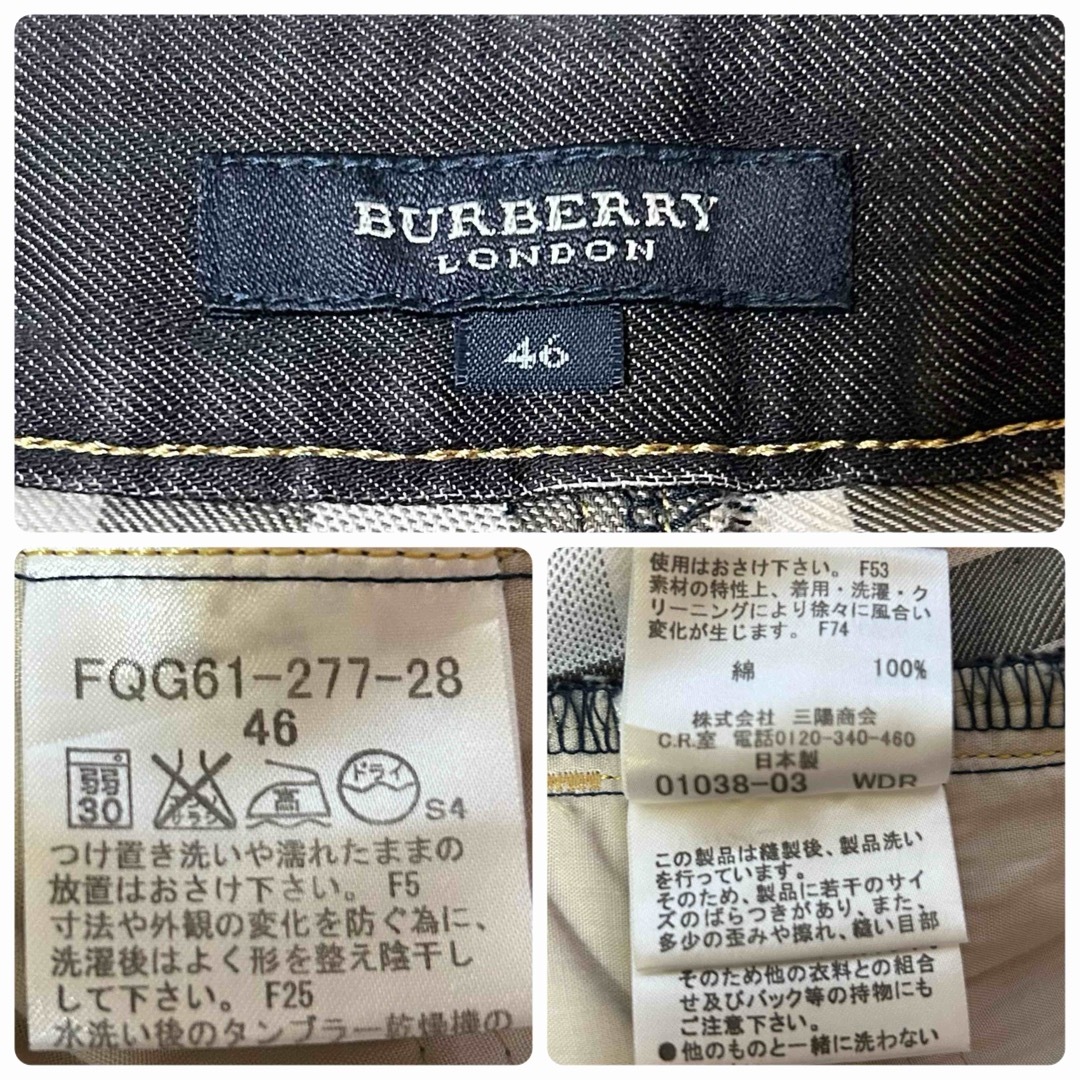 BURBERRY
LONDON
46
FQG61-277-28
46
弱
30
エンソ
サラシ
高
ドライ
S4
つけ置き洗いや濡れたままの
放置はおさけ下さい。 F5
寸法や外観の変化を防ぐ為に、
洗濯後はよく形を整え陰干し
して下さい。 F25
水洗い後のタンブラー乾燥機の
使用はおさけ下さい。 F53
素材の特性上、着用・洗濯・ク
リーニングにより徐々に風合い
変化が生じます。 F74
綿 100%
株式会社 三陽商会
C.R.室 電話0120-340-460
日本製
01038-03 WDR
この製品は縫製後、製品洗い
を行っています。
そのため、製品に若干のサイ
ズのばらつきがあり、また、
多少の歪みや擦れ、縫い目部
そのため他の衣料との組合
せ及びバック等の持物にも
ご注意下さい。
●他のものと一緒に洗わない